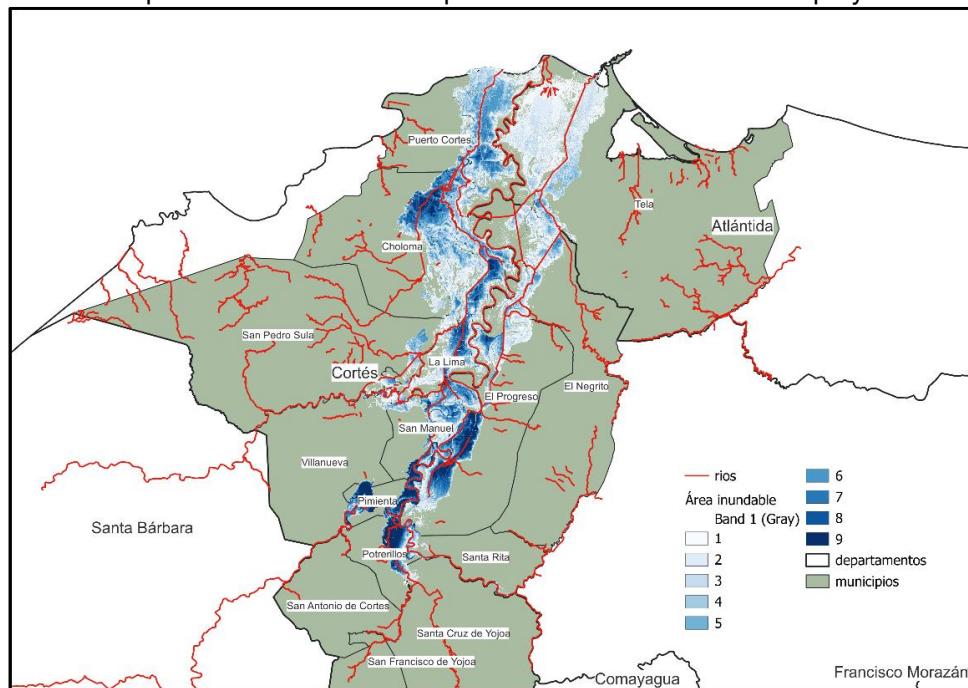 Puerto Cortes
Tela
Atlántida
Choloma
San Pedro Sula
La Lima
Cortés
El Negrito
El Progreso
San Manuel
Villanueva
Pimienta
Santa Bárbara
Potrerillos
Santa Rita
San Antonio de Cortes
Santa Cruz de Yojoa
San Francisco de Yojoa
Comayagua
Francisco Morazán
rios
Área inundable
Band 1 (Gray)
1
2
3
4
5
6
7
8
9
departamentos
municipios